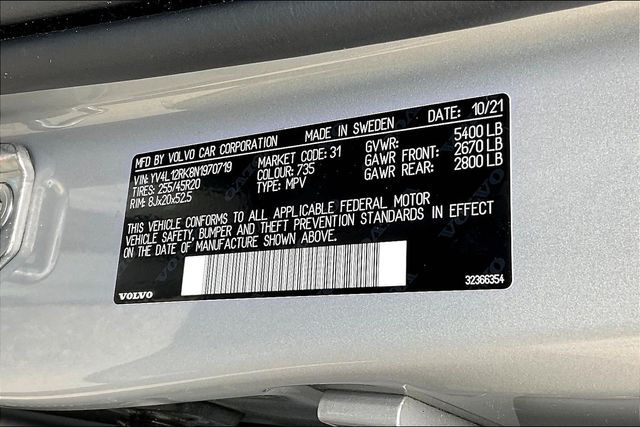 MFD BY VOLVO CAR CORPORATION MADE IN SWEDEN DATE: 10/21
VIN: YV4L12RK8N1970719 MARKET CODE: 31 GVWR: 5400 LB
TIRES: 255/45R20 COLOUR: 735 GAWR FRONT: 2670 LB
RIM: 8Jx20x52.5 TYPE: MPV GAWR REAR: 2800 LB
THIS VEHICLE CONFORMS TO ALL APPLICABLE FEDERAL MOTOR
VEHICLE SAFETY, BUMPER AND THEFT PREVENTION STANDARDS IN EFFECT
ON THE DATE OF MANUFACTURE SHOWN ABOVE.
VOLVO 32366354